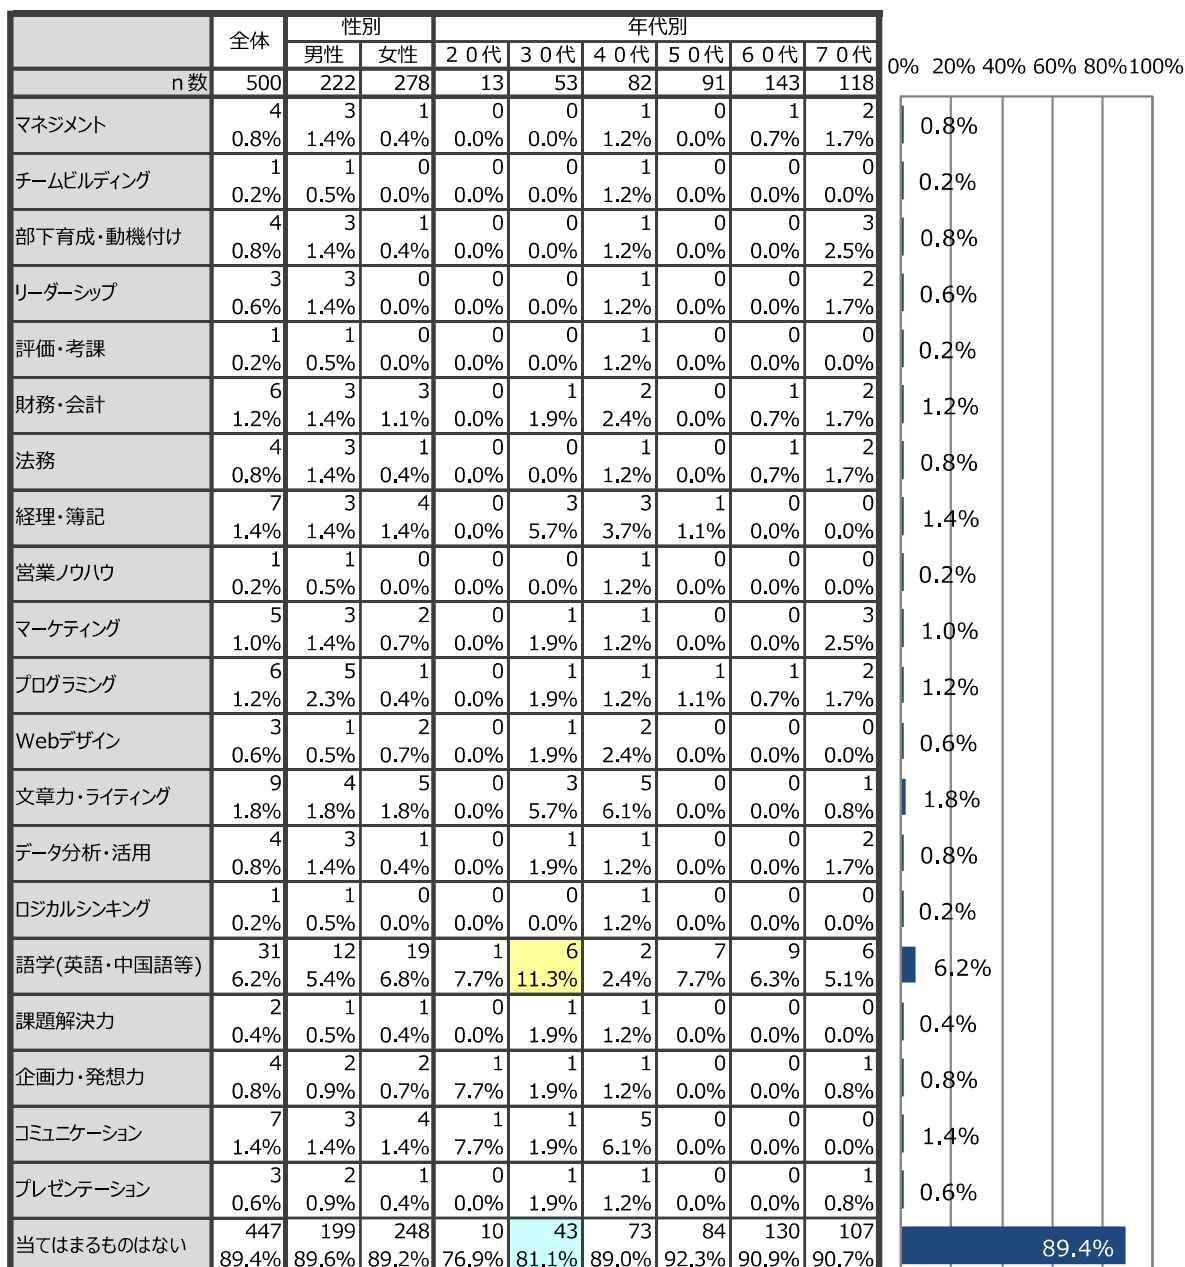 全体 性別 年代別
男性 女性 ２０代 ３０代 ４０代 ５０代 ６０代 ７０代
n数 500 222 278 13 53 82 91 143 118
0% 20% 40% 60% 80% 100%
マネジメント 4 3 1 0 0 1 0 1 2
0.8% 1.4% 0.4% 0.0% 0.0% 1.2% 0.0% 0.7% 1.7% 0.8%
チームビルディング 1 1 0 0 0 1 0 0 0
0.2% 0.5% 0.0% 0.0% 0.0% 1.2% 0.0% 0.0% 0.0% 0.2%
部下育成・動機付け 4 3 1 0 0 1 0 0 3
0.8% 1.4% 0.4% 0.0% 0.0% 1.2% 0.0% 0.0% 2.5% 0.8%
リーダーシップ 3 3 0 0 0 1 0 0 2
0.6% 1.4% 0.0% 0.0% 0.0% 1.2% 0.0% 0.0% 1.7% 0.6%
評価・考課 1 1 0 0 0 1 0 0 0
0.2% 0.5% 0.0% 0.0% 0.0% 1.2% 0.0% 0.0% 0.0% 0.2%
財務・会計 6 3 3 0 1 2 0 1 2
1.2% 1.4% 1.1% 0.0% 1.9% 2.4% 0.0% 0.7% 1.7% 1.2%
法務 4 3 1 0 0 1 0 1 2
0.8% 1.4% 0.4% 0.0% 0.0% 1.2% 0.0% 0.7% 1.7% 0.8%
経理・簿記 7 3 4 0 3 3 1 0 0
1.4% 1.4% 1.4% 0.0% 5.7% 3.7% 1.1% 0.0% 0.0% 1.4%
営業ノウハウ 1 1 0 0 0 1 0 0 0
0.2% 0.5% 0.0% 0.0% 0.0% 1.2% 0.0% 0.0% 0.0% 0.2%
マーケティング 5 3 2 0 1 1 0 0 3
1.0% 1.4% 0.7% 0.0% 1.9% 1.2% 0.0% 0.0% 2.5% 1.0%
プログラミング 6 5 1 0 1 1 1 1 2
1.2% 2.3% 0.4% 0.0% 1.9% 1.2% 1.1% 0.7% 1.7% 1.2%
Webデザイン 3 1 2 0 1 2 0 0 0
0.6% 0.5% 0.7% 0.0% 1.9% 2.4% 0.0% 0.0% 0.0% 0.6%
文章力・ライティング 9 4 5 0 3 5 0 0 1
1.8% 1.8% 1.8% 0.0% 5.7% 6.1% 0.0% 0.0% 0.8% 1.8%
データ分析・活用 4 3 1 0 1 1 0 0 2
0.8% 1.4% 0.4% 0.0% 1.9% 1.2% 0.0% 0.0% 1.7% 0.8%
ロジカルシンキング 1 1 0 0 0 1 0 0 0
0.2% 0.5% 0.0% 0.0% 0.0% 1.2% 0.0% 0.0% 0.0% 0.2%
語学(英語・中国語等) 31 12 19 1 6 2 7 9 6
6.2% 5.4% 6.8% 7.7% 11.3% 2.4% 7.7% 6.3% 5.1% 6.2%
課題解決力 2 1 1 0 1 1 0 0 0
0.4% 0.5% 0.4% 0.0% 1.9% 1.2% 0.0% 0.0% 0.0% 0.4%
企画力・発想力 4 2 2 1 1 1 0 0 1
0.8% 0.9% 0.7% 7.7% 1.9% 1.2% 0.0% 0.0% 0.8% 0.8%
コミュニケーション 7 3 4 1 1 5 0 0 0
1.4% 1.4% 1.4% 7.7% 1.9% 6.1% 0.0% 0.0% 0.0% 1.4%
プレゼンテーション 3 2 1 0 1 1 0 0 1
0.6% 0.9% 0.4% 0.0% 1.9% 1.2% 0.0% 0.0% 0.8% 0.6%
当てはまるものはない 447 199 248 10 43 73 84 130 107
89.4% 89.6% 89.2% 76.9% 81.1% 89.0% 92.3% 90.9% 90.7% 89.4%